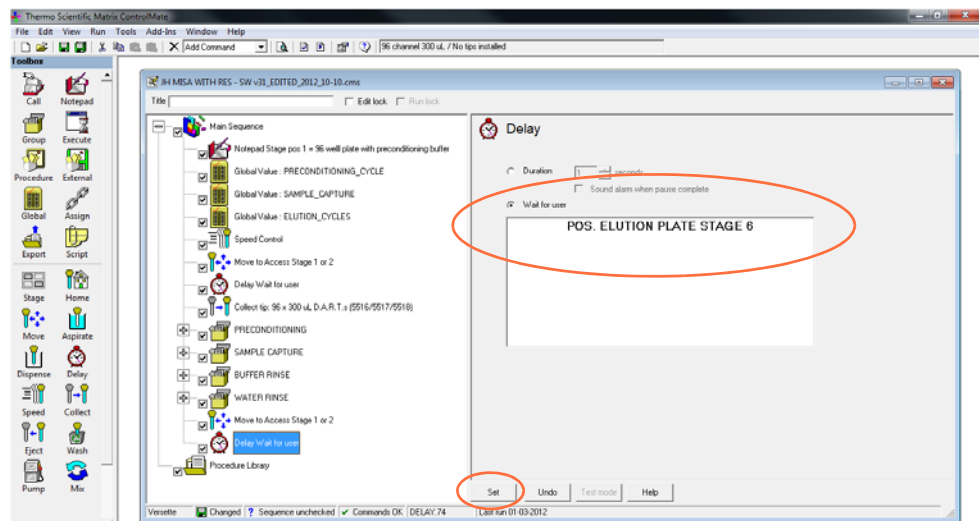 Thermo Scientific Matrix ControlMate
File Edit View Run Tools Add-Ins Window Help
Add Command 96 channel 300 uL / No tips installed
Toolbox
Call Notepad
Group Execute
Procedure External
Global Assign
Export Script
Stage Home
Move Aspirate
Dispense Delay
Speed Collect
Eject Wash
Pump Mix
JH MISA WITH RES - SW v31_EDITED_2012_10-10.cms
Title Edit lock Run lock
Main Sequence
Notepad Stage pos 1 = 96 well plate with preconditioning buffer
Global Value : PRECONDITIONING_CYCLE
Global Value : SAMPLE_CAPTURE
Global Value : ELUTION_CYCLES
Speed Control
Move to Access Stage 1 or 2
Delay Wait for user
Collect tip: 96 x 300 uL D.A.R.T.s (5516/5517/5518)
PRECONDITIONING
SAMPLE CAPTURE
BUFFER RINSE
WATER RINSE
Move to Access Stage 1 or 2
Delay Wait for user
Procedure Library
Delay
Duration 1 seconds
Sound alarm when pause complete
Wait for user
POS. ELUTION PLATE STAGE 6
Set Undo Test mode Help
Versette Changed Sequence unchecked Commands OK DELAY.74 Last run 01-03-2012